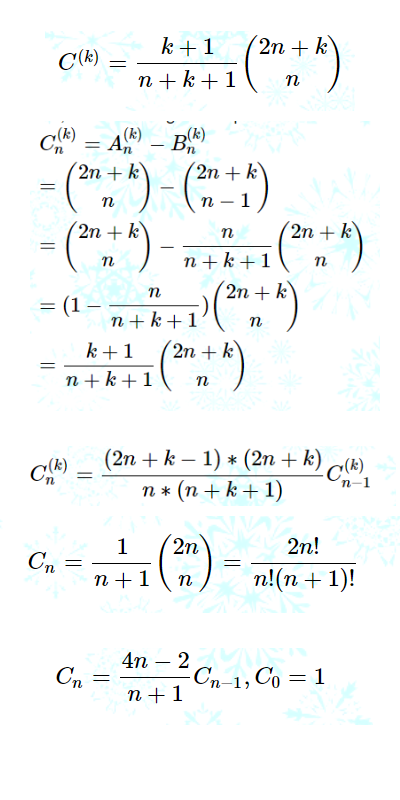 C^{(k)} = \frac{k+1}{n+k+1} \binom{2n+k}{n}
C_n^{(k)} = A_n^{(k)} - B_n^{(k)}
= \binom{2n+k}{n} - \binom{2n+k}{n-1}
= \binom{2n+k}{n} - \frac{n}{n+k+1} \binom{2n+k}{n}
= (1 - \frac{n}{n+k+1}) \binom{2n+k}{n}
= \frac{k+1}{n+k+1} \binom{2n+k}{n}
C_n^{(k)} = \frac{(2n+k-1)*(2n+k)}{n*(n+k+1)} C_{n-1}^{(k)}
C_n = \frac{1}{n+1} \binom{2n}{n} = \frac{2n!}{n!(n+1)!}
C_n = \frac{4n-2}{n+1} C_{n-1}, C_0 = 1